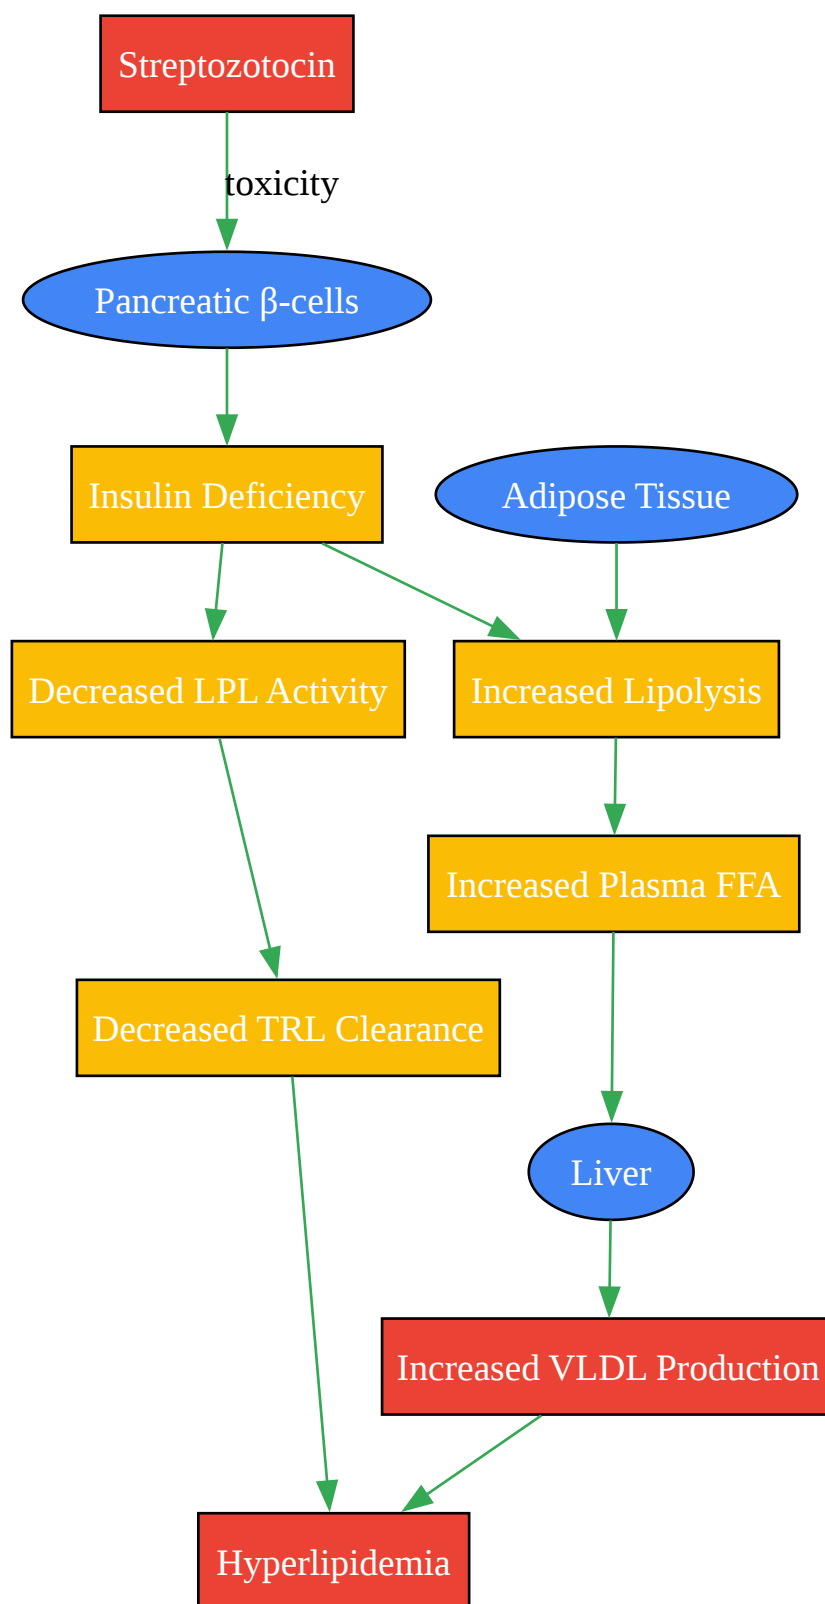 Streptozotocin
toxicity
Pancreatic β-cells
Insulin Deficiency
Adipose Tissue
Decreased LPL Activity
Increased Lipolysis
Increased Plasma FFA
Decreased TRL Clearance
Liver
Increased VLDL Production
Hyperlipidemia